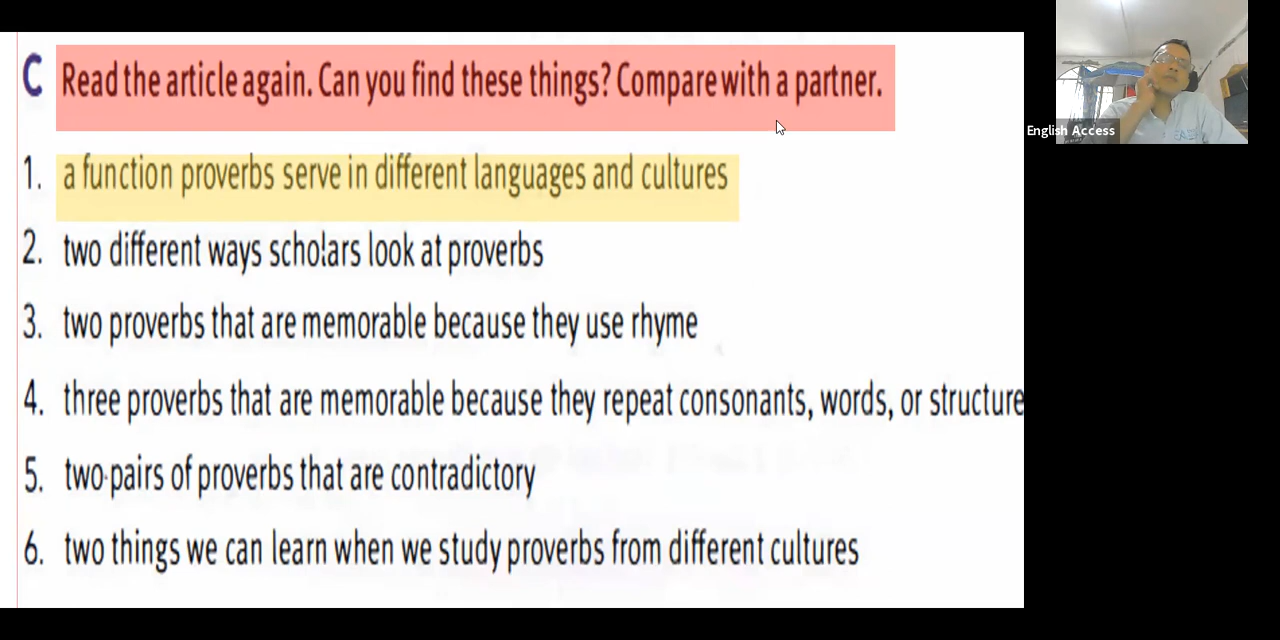 C Read the article again. Can you find these things? Compare with a partner.
1. a function proverbs serve in different languages and cultures
2. two different ways scholars look at proverbs
3. two proverbs that are memorable because they use rhyme
4. three proverbs that are memorable because they repeat consonants, words, or structure
5. two pairs of proverbs that are contradictory
6. two things we can learn when we study proverbs from different cultures
English Access